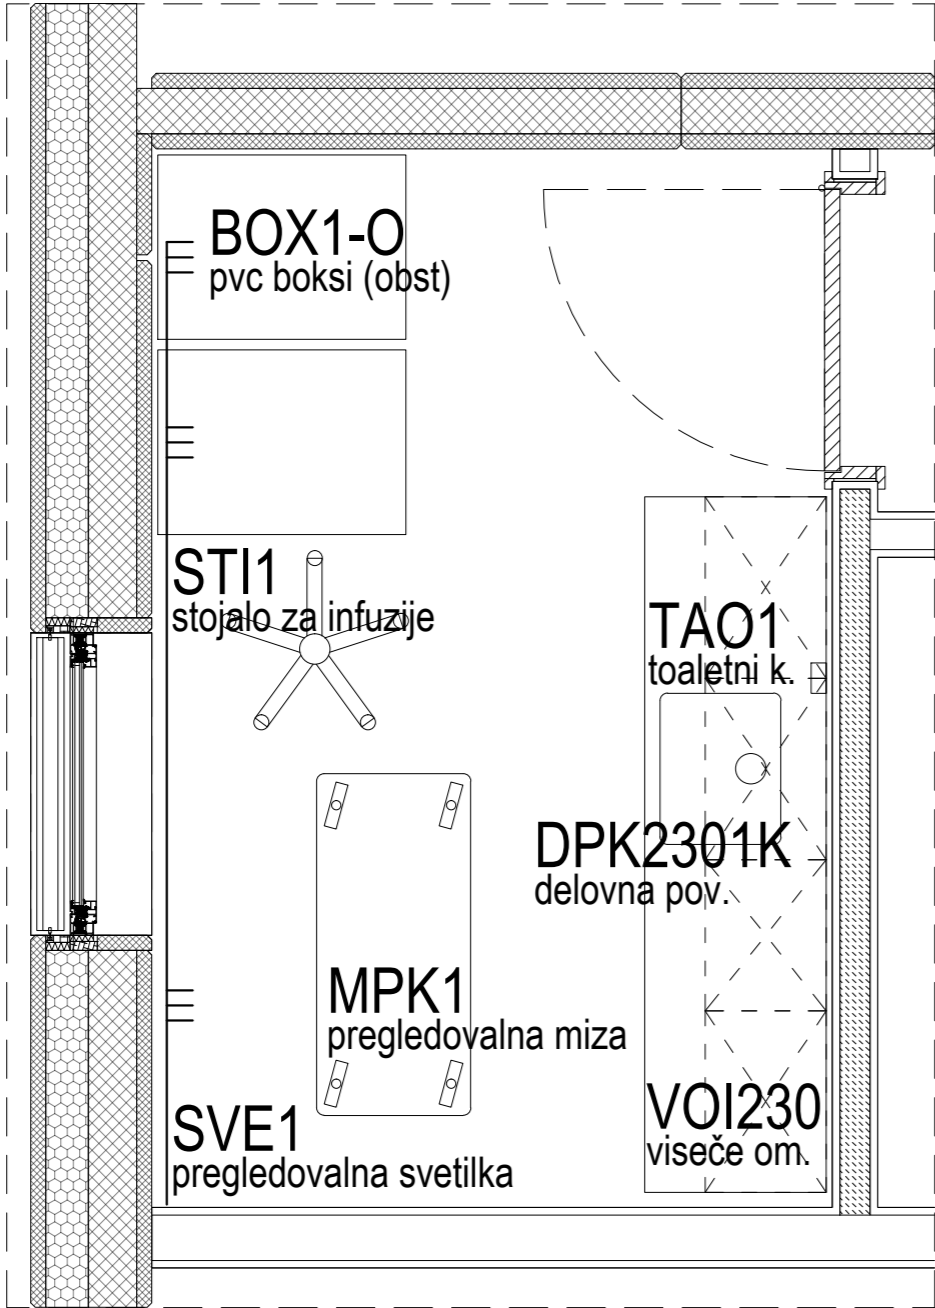 BOX1-O
pvc boksi (obst)
STI1
stojalo za infuzije
TAO1
toaletni k.
DPK2301K
delovna pov.
MPK1
pregledovalna miza
VOI230
viseče om.
SVE1
pregledovalna svetilka